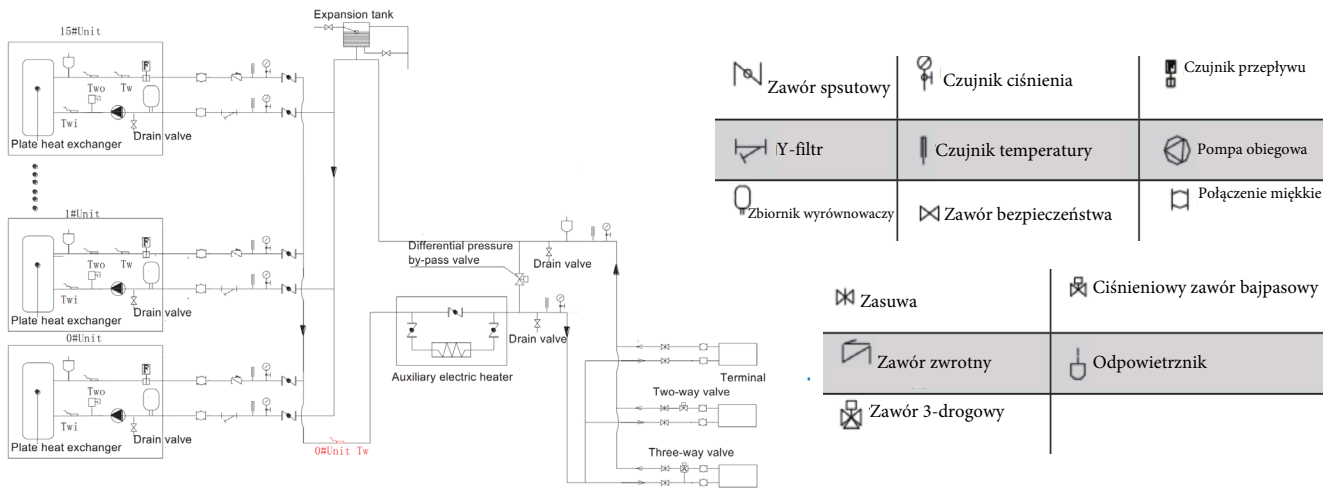 Expansion tank
15#Unit
F
Two
Tw
Twi
Drain valve
Plate heat exchanger
1#Unit
F
Two
Tw
Twi
Drain valve
Plate heat exchanger
0#Unit
F
Two
Tw
Twi
Drain valve
Plate heat exchanger
0#Unit Tw
Differential pressure
by-pass valve
Drain valve
Drain valve
Auxiliary electric heater
Terminal
Two-way valve
Three-way valve
Zawór spsutowy
Czujnik ciśnienia
F
Czujnik przepływu
Y-filtr
Czujnik temperatury
Pompa obiegowa
Zbiornik wyrównowaczy
Zawór bezpieczeństwa
Połączenie miękkie
Zasuwa
Ciśnieniowy zawór bajpasowy
Zawór zwrotny
Odpowietrznik
Zawór 3-drogowy